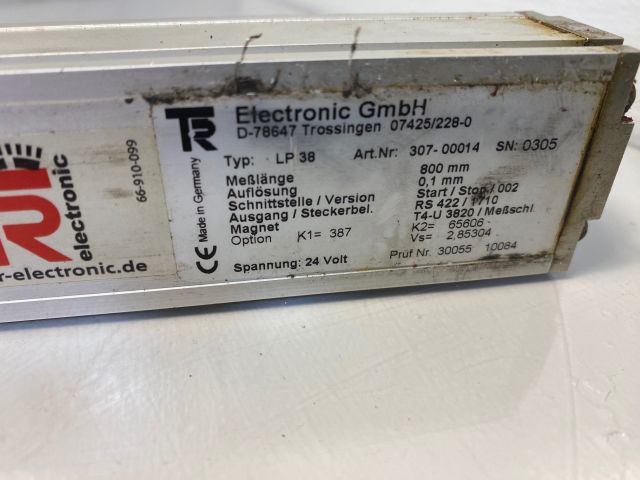 TR Electronic GmbH
D-78647 Trossingen 07425/228-0
Typ: LP 38 Art.Nr: 307-00014 SN: 0305
Meßlänge 800 mm
Auflösung 0,1 mm
Schnittstelle / Version Start / Stop / 002
Ausgang / Steckerbel. RS 422 / 1710
Magnet T4-U 3820 / Meßschl.
Option K1= 387 K2= 65606
Vs= 2,85304
Spannung: 24 Volt Prüf Nr. 30055 10084
CE Made in Germany
66-910-099
TR electronic
r-electronic.de